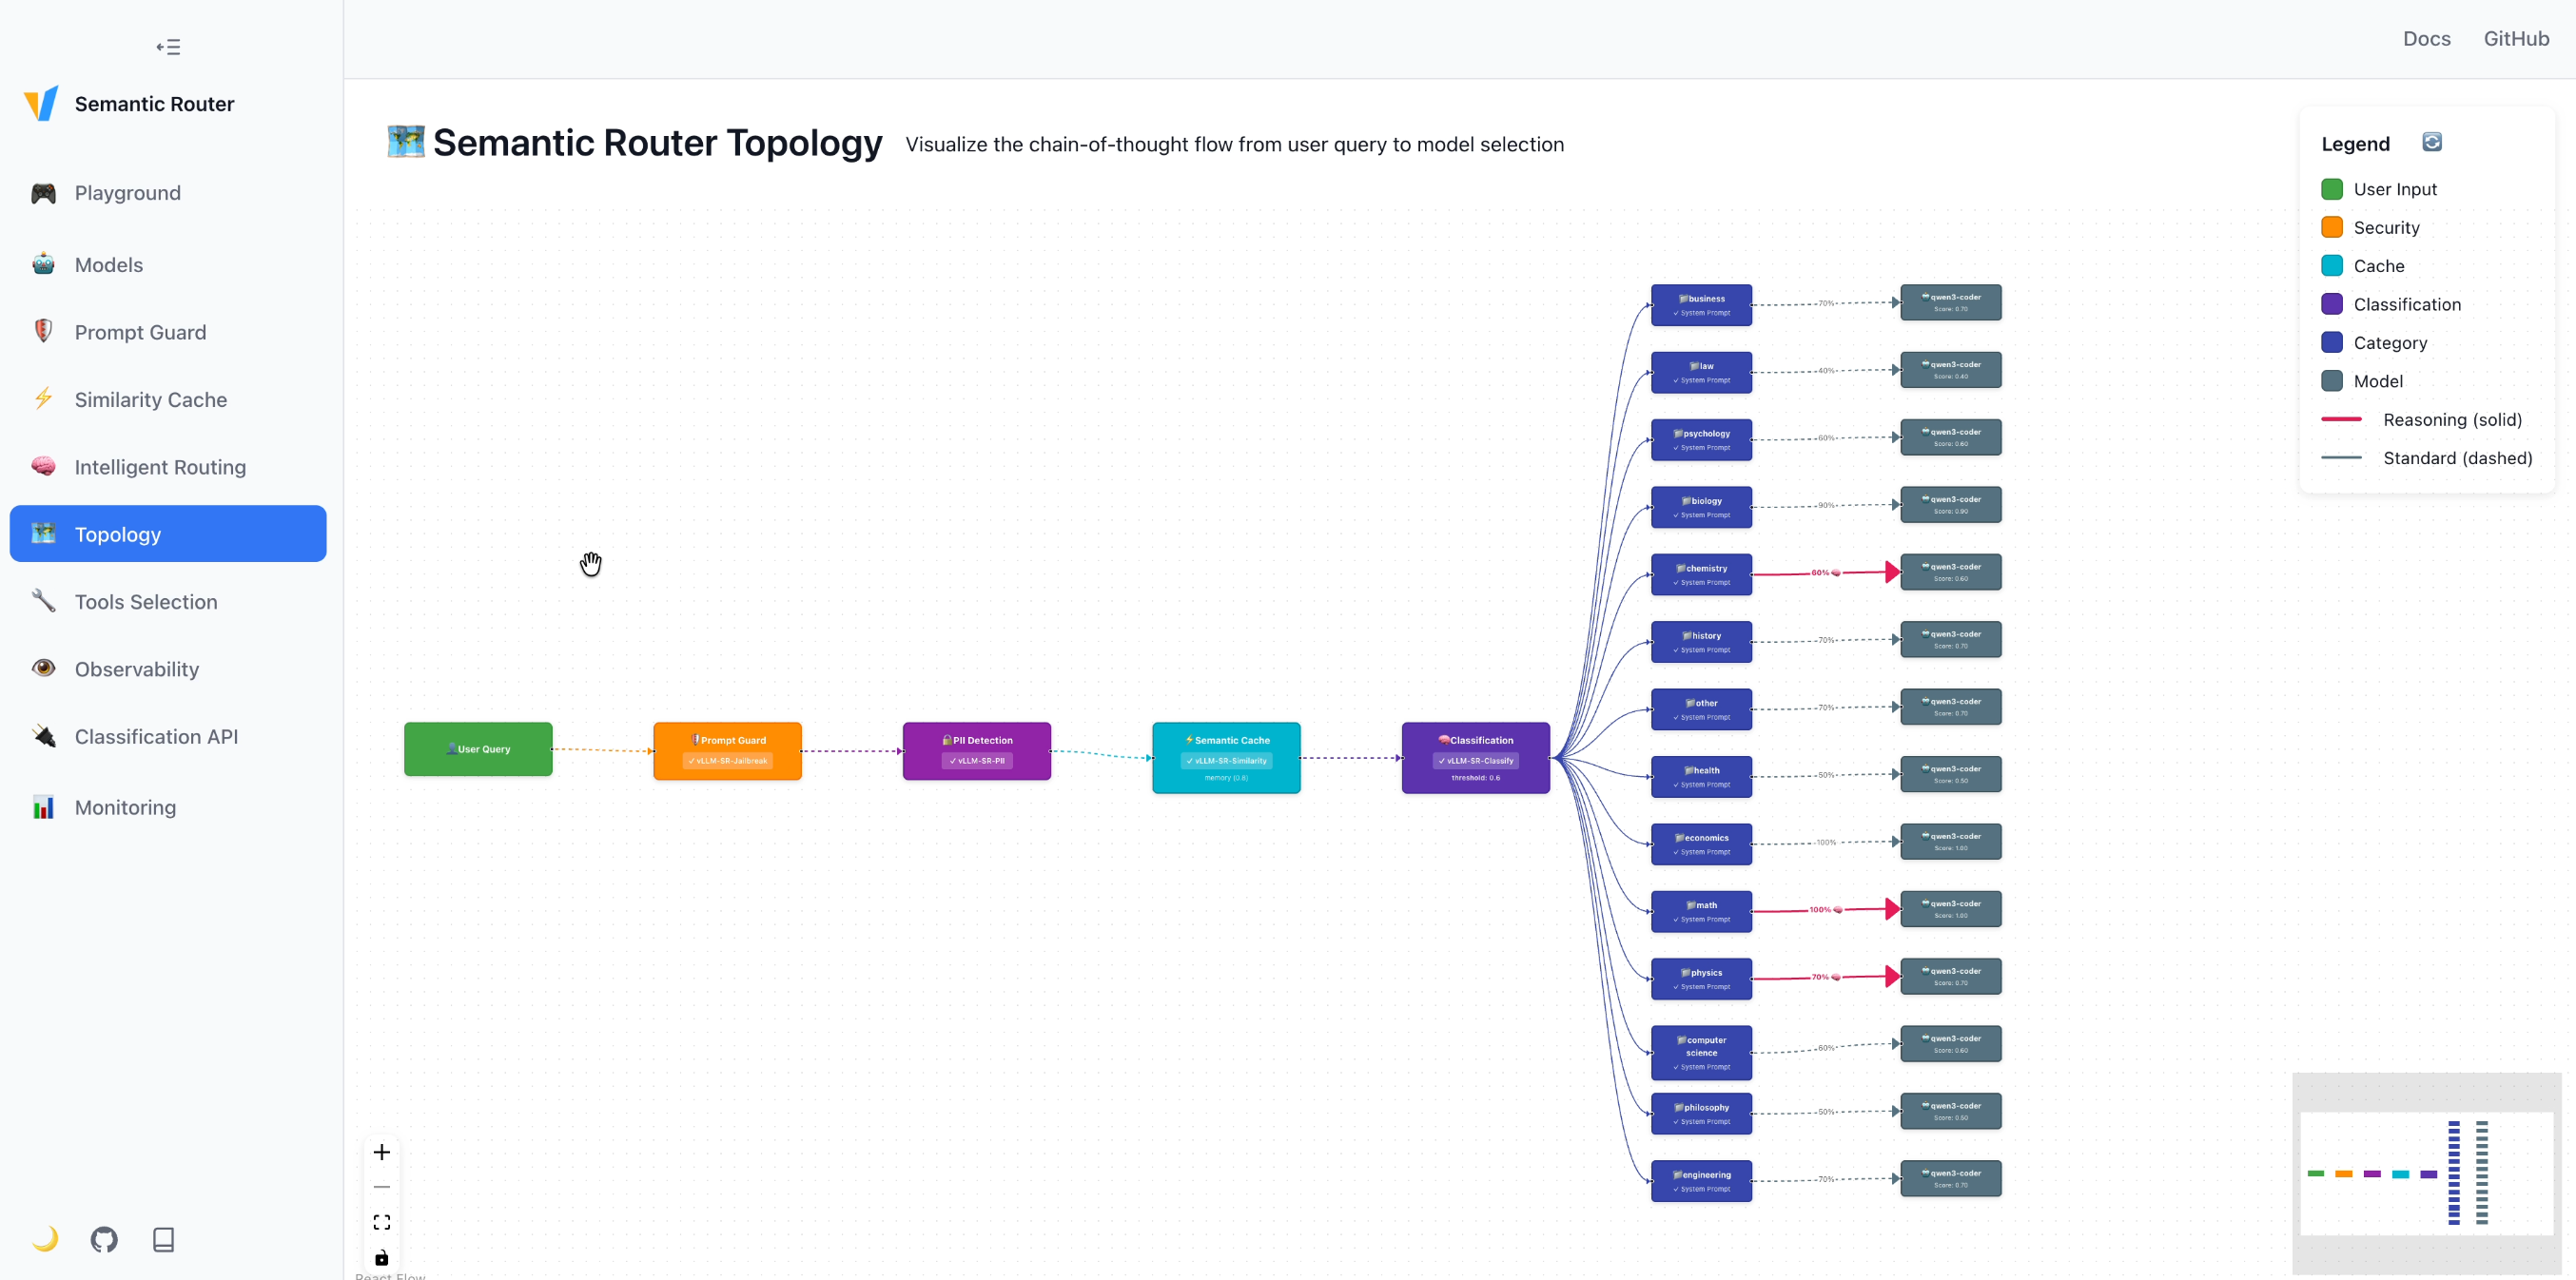 Docs GitHub
Semantic Router
Playground
Models
Prompt Guard
Similarity Cache
Intelligent Routing
Topology
Tools Selection
Observability
Classification API
Monitoring
Semantic Router Topology
Visualize the chain-of-thought flow from user query to model selection
Legend
User Input
Security
Cache
Classification
Category
Model
Reasoning (solid)
Standard (dashed)
User Query
Prompt Guard
✓ vLLM-SR-Jailbreak
PII Detection
✓ vLLM-SR-PII
Semantic Cache
✓ vLLM-SR-Similarity
memory (0.8)
Classification
✓ vLLM-SR-Classify
threshold: 0.6
business
✓ System Prompt
70%
qwen3-coder
Score: 0.70
law
✓ System Prompt
40%
qwen3-coder
Score: 0.40
psychology
✓ System Prompt
60%
qwen3-coder
Score: 0.60
biology
✓ System Prompt
90%
qwen3-coder
Score: 0.90
chemistry
✓ System Prompt
60%
qwen3-coder
Score: 0.60
history
✓ System Prompt
70%
qwen3-coder
Score: 0.70
other
✓ System Prompt
70%
qwen3-coder
Score: 0.70
health
✓ System Prompt
50%
qwen3-coder
Score: 0.50
economics
✓ System Prompt
100%
qwen3-coder
Score: 1.00
math
✓ System Prompt
100%
qwen3-coder
Score: 1.00
physics
✓ System Prompt
70%
qwen3-coder
Score: 0.70
computer
science
✓ System Prompt
60%
qwen3-coder
Score: 0.60
philosophy
✓ System Prompt
50%
qwen3-coder
Score: 0.50
engineering
✓ System Prompt
70%
qwen3-coder
Score: 0.70
React Flow